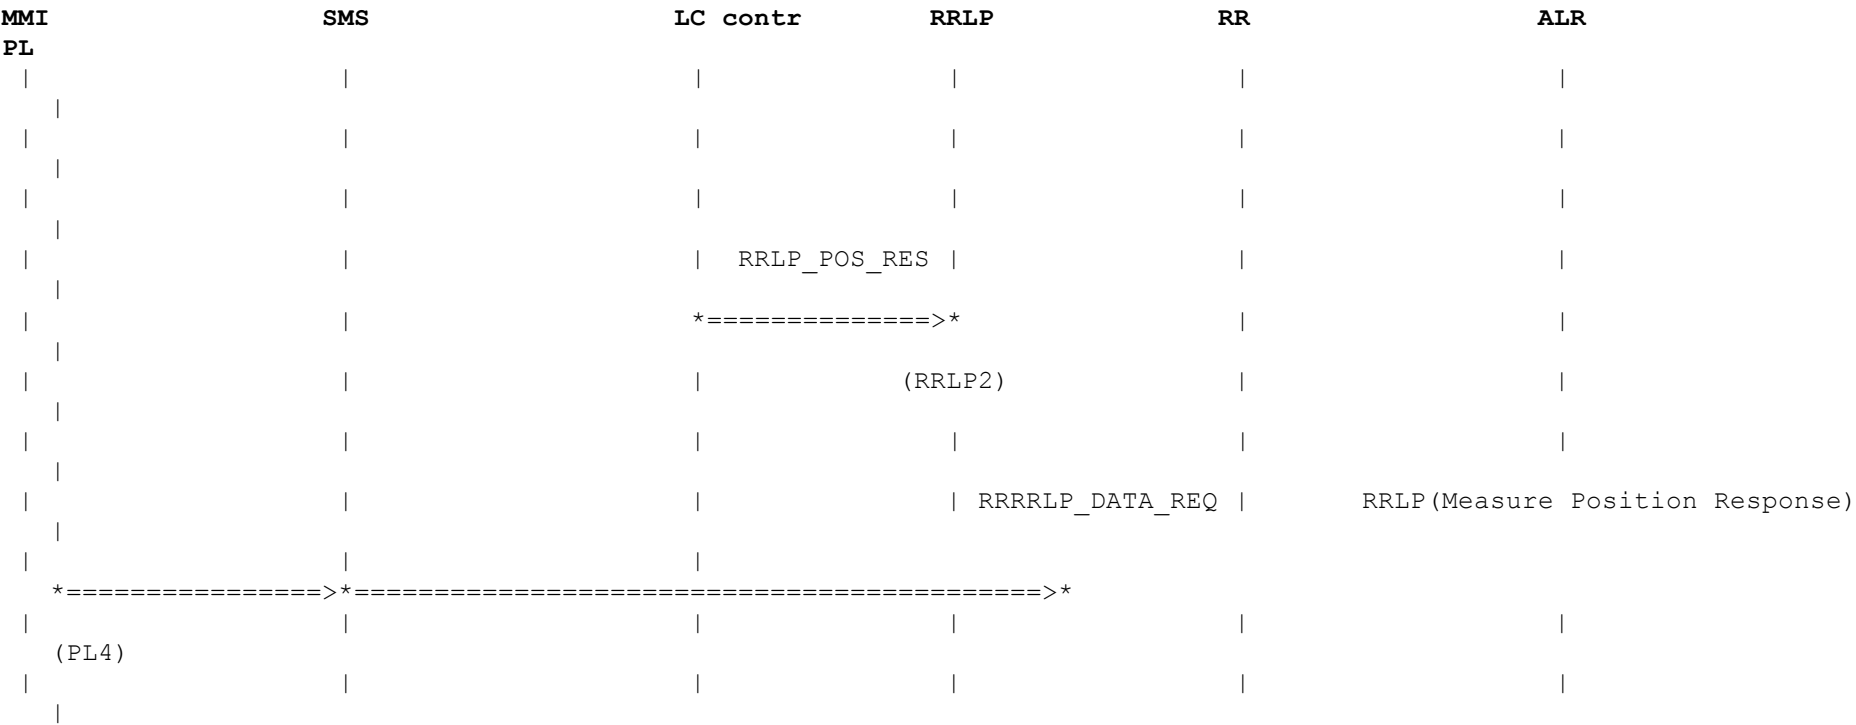 MMI SMS LC contr RRLP RR ALR
PL
| | | | | |
|
| | | | | |
|
| | | | | |
|
| | | RRLP_POS_RES | | |
|
| | *==============>* | |
|
| | | (RRLP2) | |
|
| | | | | |
|
| | | | RRRRLP_DATA_REQ | RRLP(Measure Position Response)
|
| | |
*================>*===========================================>*
| | | | | |
(PL4)
| | | | | |
|